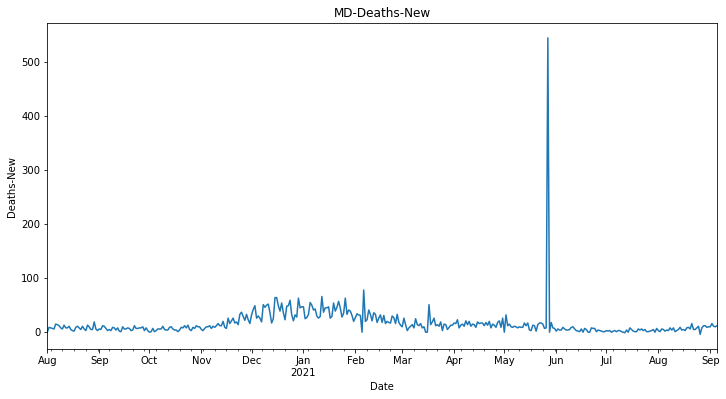 MD-Deaths-New
Deaths-New
500
400
300
200
100
0
Aug Sep Oct Nov Dec Jan Feb Mar Apr May Jun Jul Aug Sep
2021
Date